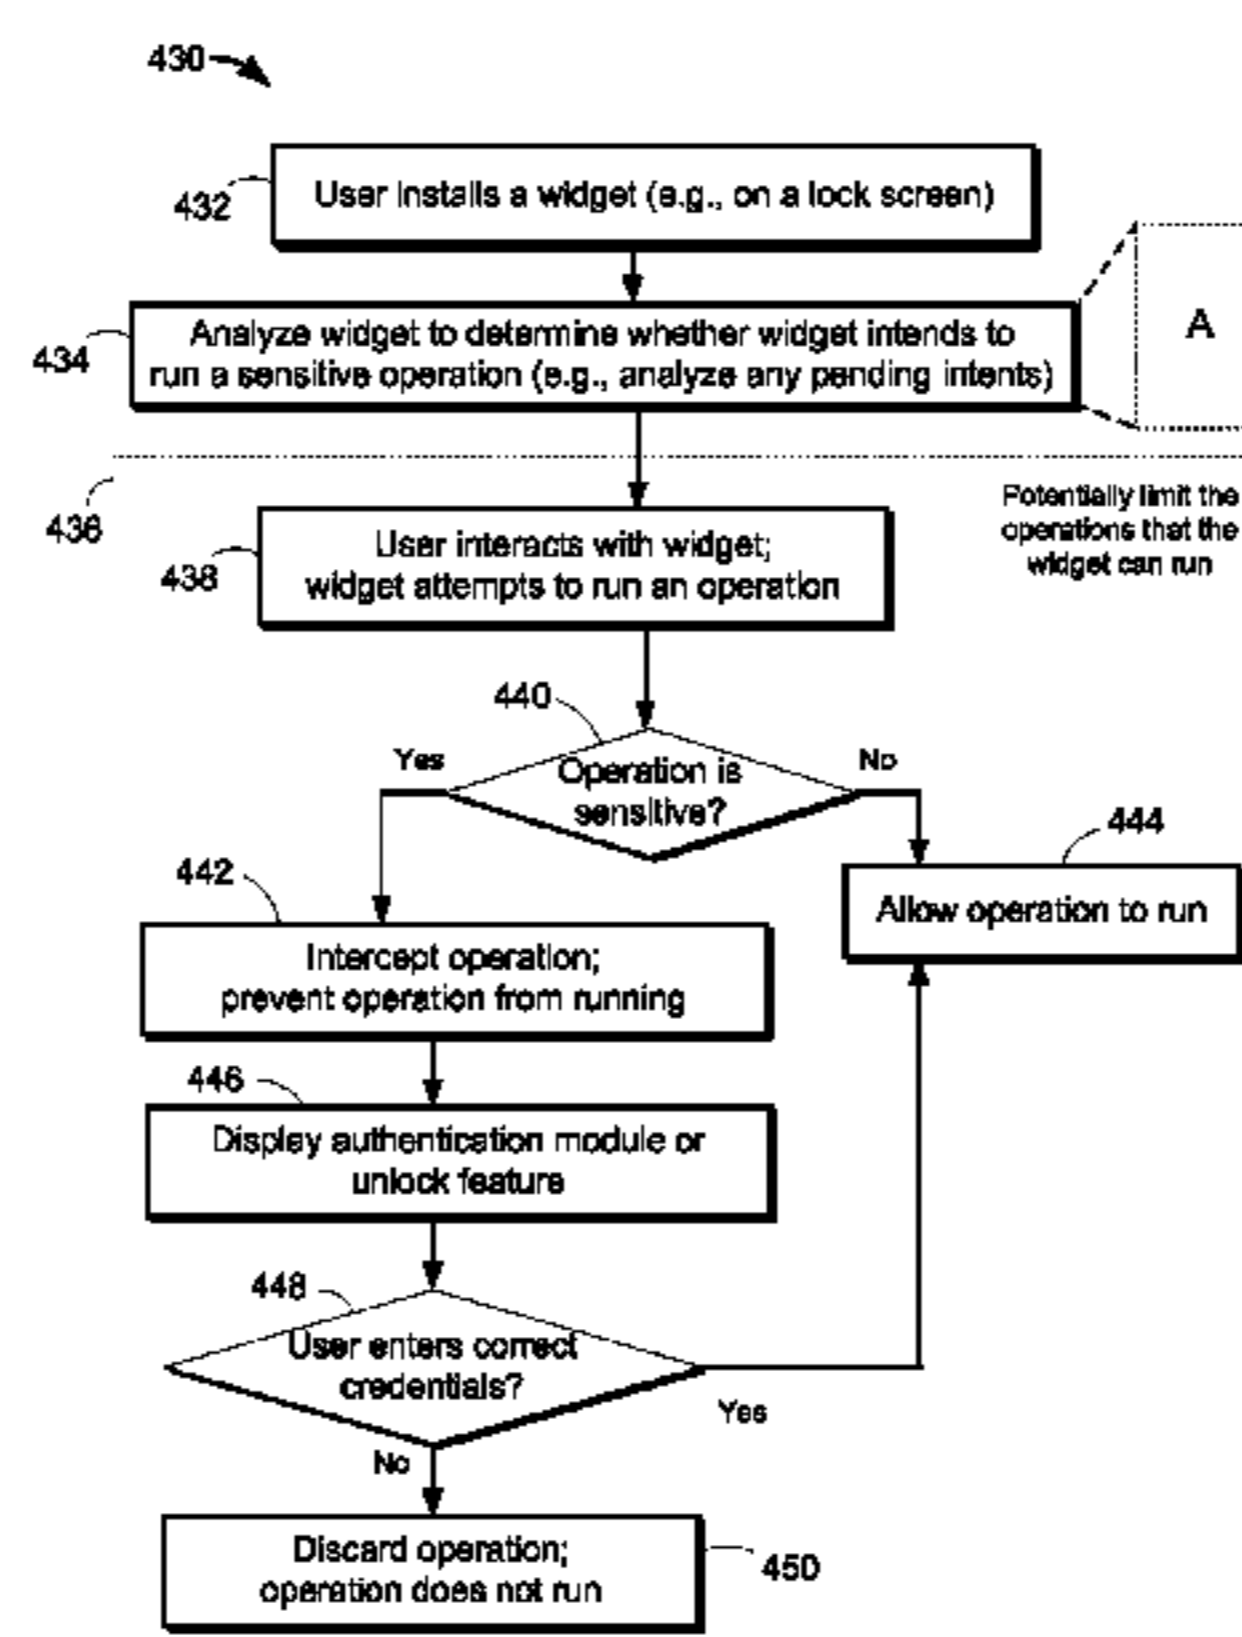 430
432
User installs a widget (e.g., on a lock screen)
434
Analyze widget to determine whether widget intends to
run a sensitive operation (e.g., analyze any pending intents)
A
436
Potentially limit the
operations that the
widget can run
438
User interacts with widget;
widget attempts to run an operation
440
Yes
No
Operation is
sensitive?
444
Allow operation to run
442
Intercept operation;
prevent operation from running
446
Display authentication module or
unlock feature
448
User enters correct
credentials?
Yes
No
Discard operation;
operation does not run
450